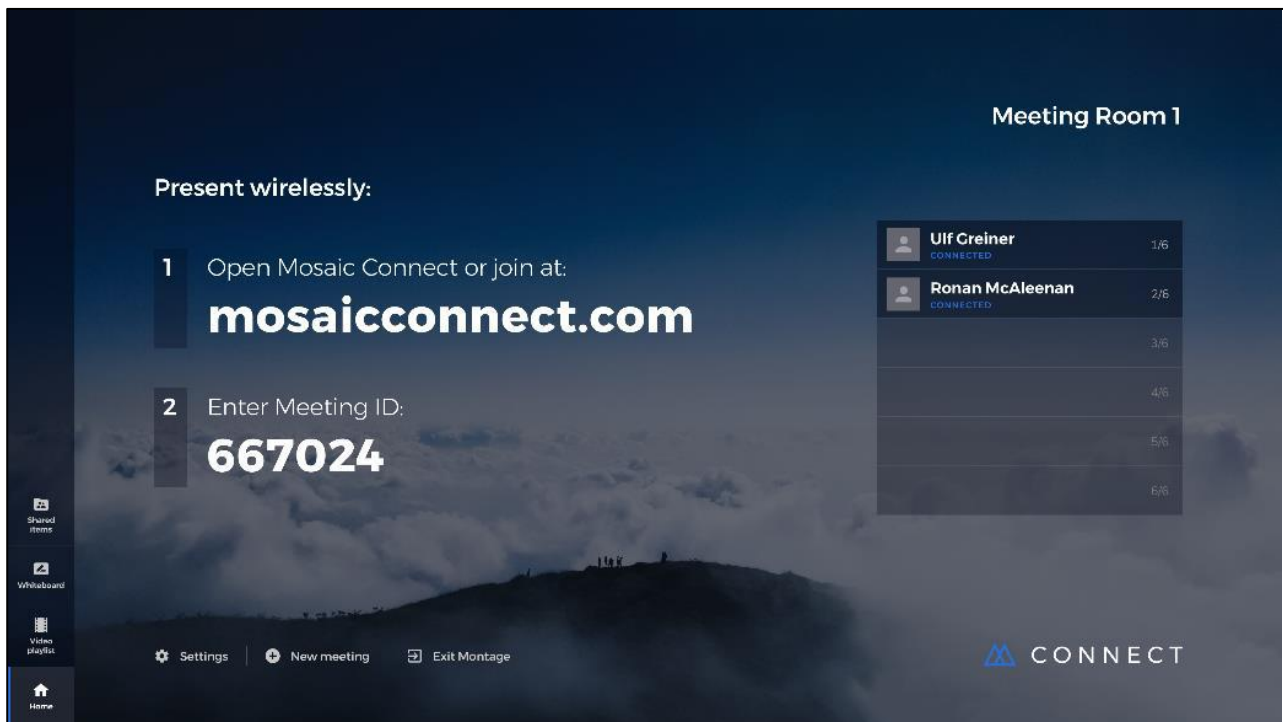 Meeting Room 1
Present wirelessly:
1 Open Mosaic Connect or join at:
mosaicconnect.com
2 Enter Meeting ID:
667024
Ulf Greiner 1/6
CONNECTED
Ronan McAleenan 2/6
CONNECTED
3/6
4/6
5/6
6/6
Shared
items
Whiteboard
Video
playlist
Home
Settings New meeting Exit Montage
CONNECT